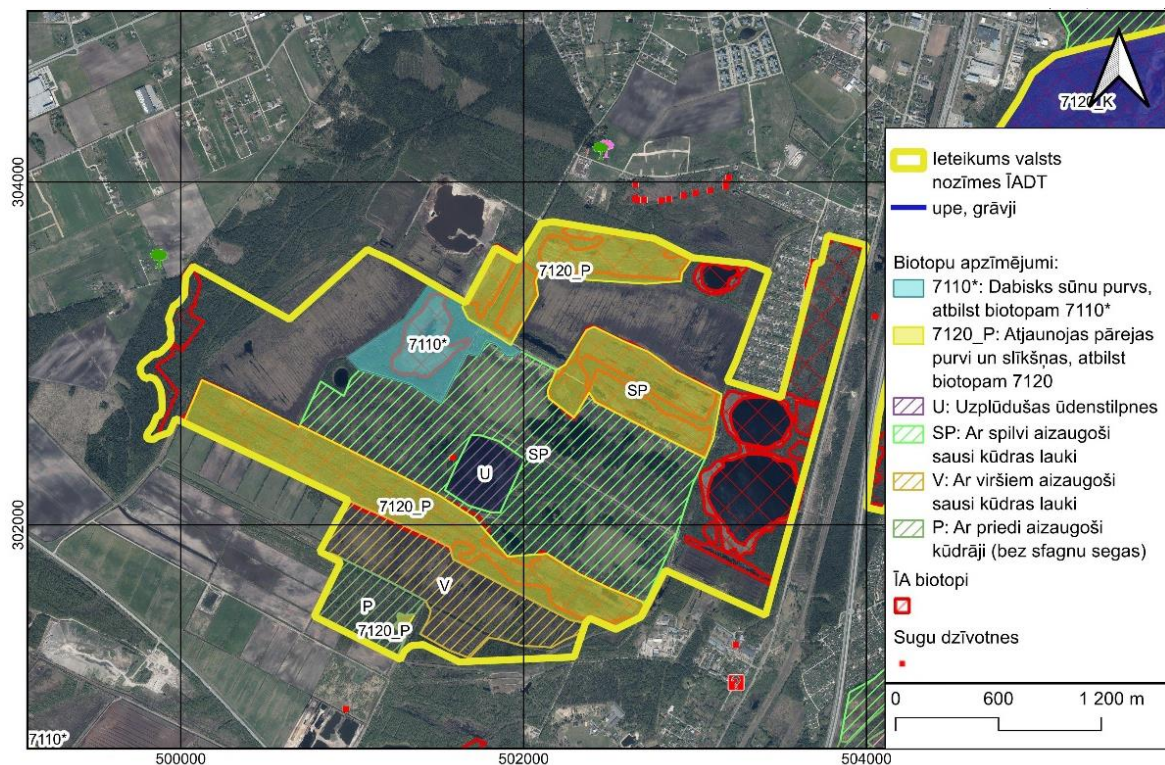 7120_K
304000
302000
7120_P
7110*
SP
SP
U
7120_P
V
P
7120_P
7110*
500000
502000
504000
Ieteikums valsts
nozīmes ĪADT
upe, grāvji
Biotopu apzīmējumi:
7110*: Dabisks sūnu purvs,
atbilst biotopam 7110*
7120_P: Atjaunojas pārejas
purvi un slīkšņas, atbilst
biotopam 7120
U: Uzplūdušas ūdenstilpnes
SP: Ar spilvi aizaugoši
sausi kūdras lauki
V: Ar viršiem aizaugoši
sausi kūdras lauki
P: Ar priedi aizaugoši
kūdrāji (bez sfagnu segas)
ĪA biotopi
Sugu dzīvotnes
0 600 1 200 m